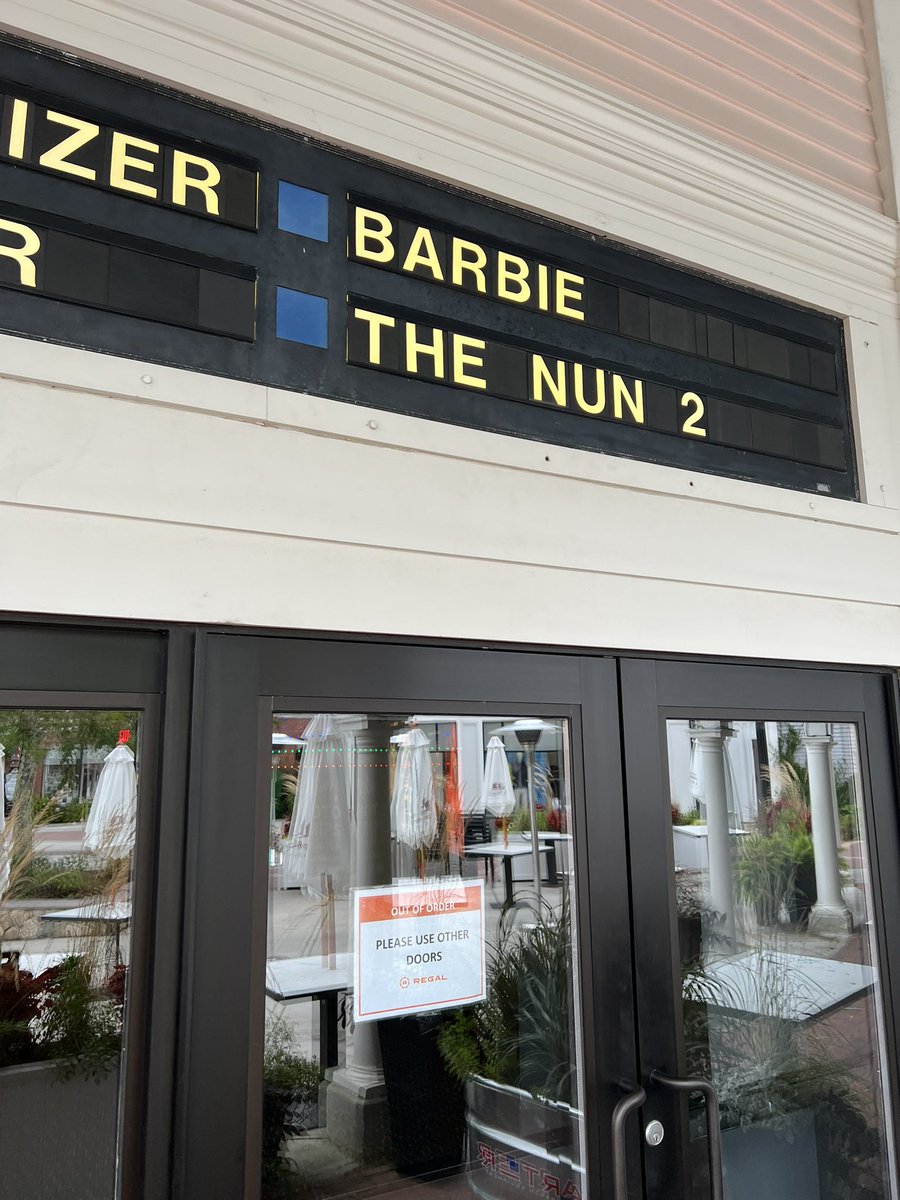 IZER
BARBIE
R
THE NUN 2
OUT OF ORDER
PLEASE USE OTHER
DOORS
REGAL